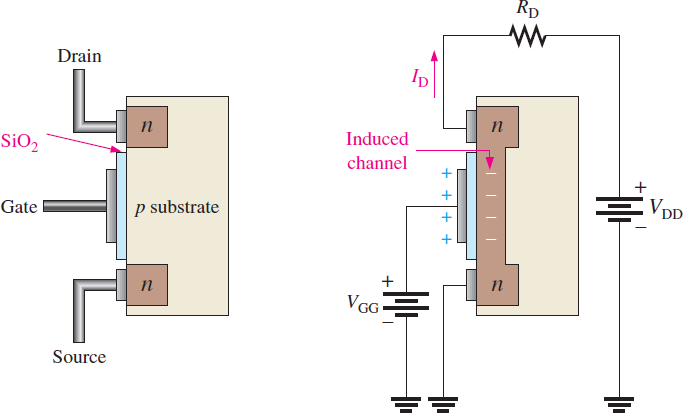 Drain
n
SiO2
Gate
p substrate
n
Source
RD
ID
n
Induced
channel
+
+
+
+
–
–
–
–
n
+
VGG
–
+
VDD
–